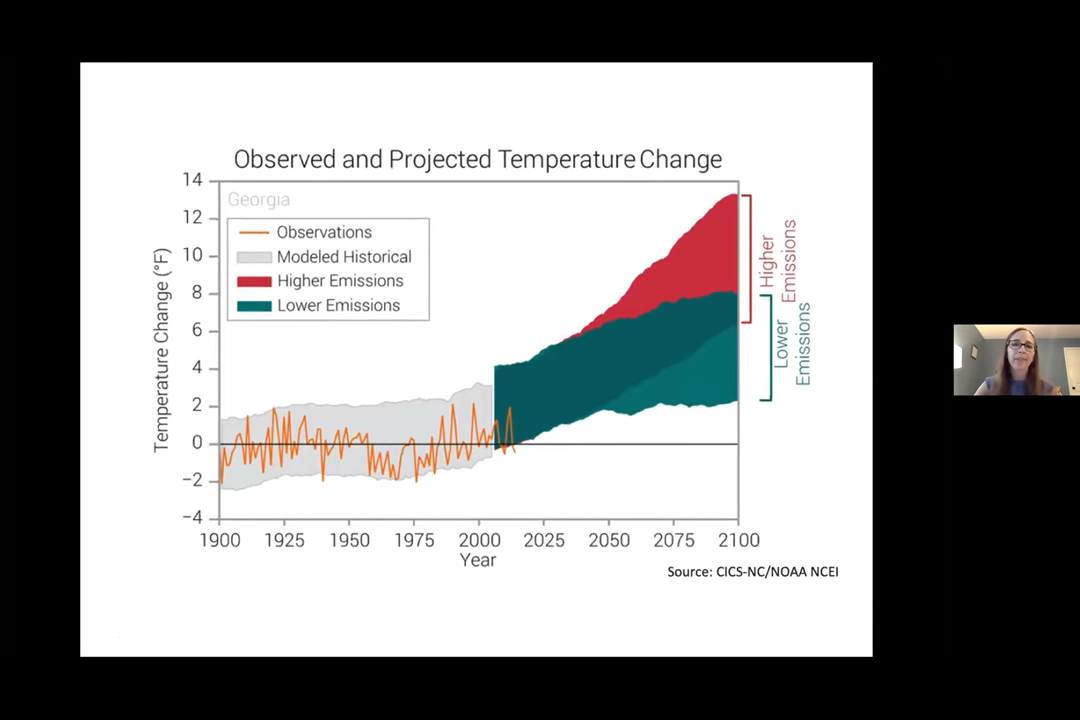 Observed and Projected Temperature Change
Georgia
Observations
Modeled Historical
Higher Emissions
Lower Emissions
Temperature Change (°F)
14
12
10
8
6
4
2
0
−2
−4
1900 1925 1950 1975 2000 2025 2050 2075 2100
Year
Higher
Emissions
Lower
Emissions
Source: CICS-NC/NOAA NCEI